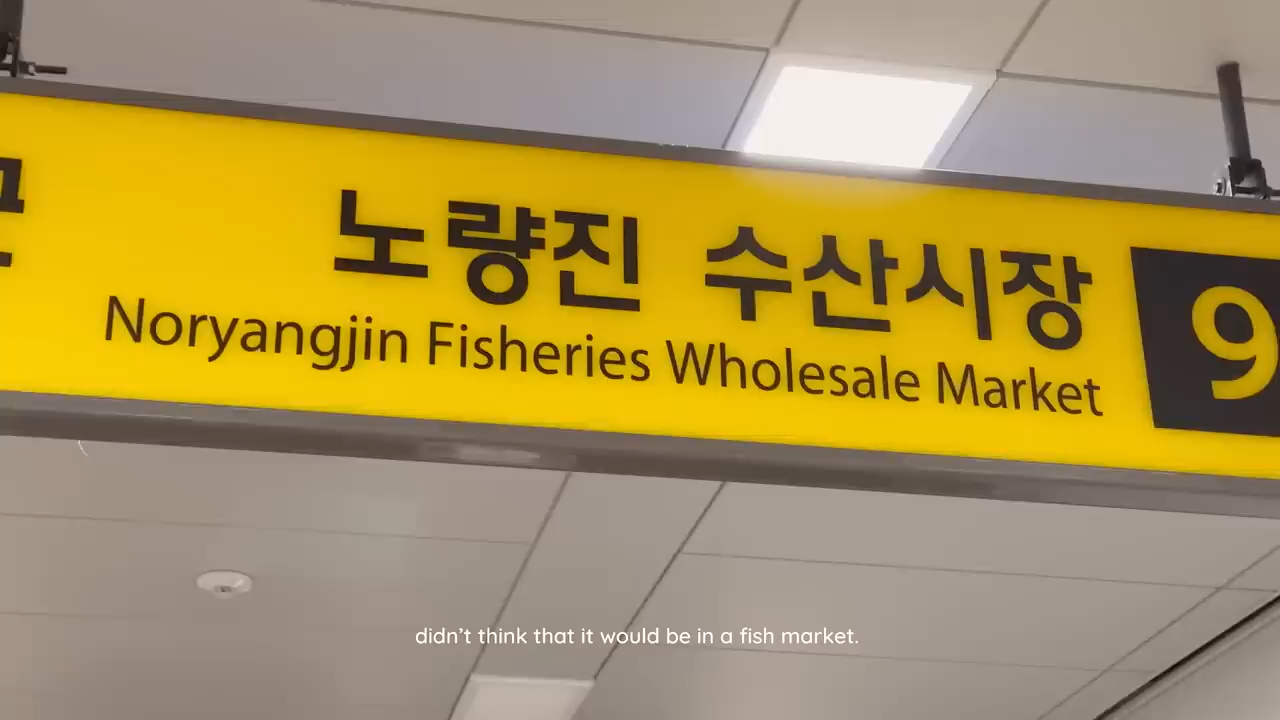 노량진 수산시장
Noryangjin Fisheries Wholesale Market
9
didn't think that it would be in a fish market.